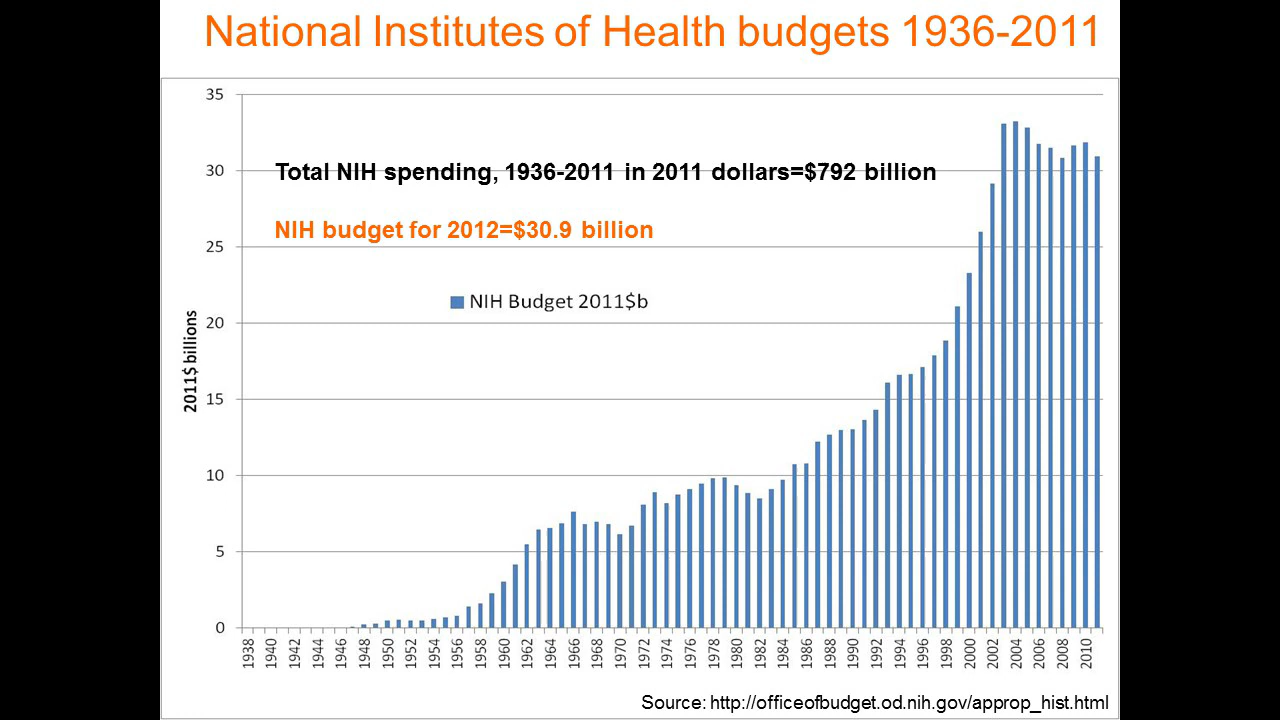 National Institutes of Health budgets 1936-2011
35
Total NIH spending, 1936-2011 in 2011 dollars=$792 billion
30
NIH budget for 2012=$30.9 billion
25
NIH Budget 2011$b
20
2011$ billions
15
10
5
0
1938 1940 1942 1944 1946 1948 1950 1952 1954 1956 1958 1960 1962 1964 1966 1968 1970 1972 1974 1976 1978 1980 1982 1984 1986 1988 1990 1992 1994 1996 1998 2000 2002 2004 2006 2008 2010
Source: http://officeofbudget.od.nih.gov/approp_hist.html